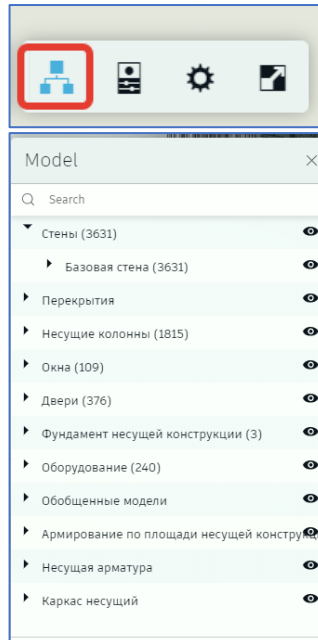 Model
Search
Стены (3631)
Базовая стена (3631)
Перекрытия
Несущие колонны (1815)
Окна (109)
Двери (376)
Фундамент несущей конструкции (3)
Оборудование (240)
Обобщенные модели
Армирование по площади несущей
Несущая арматура
Каркас несущий